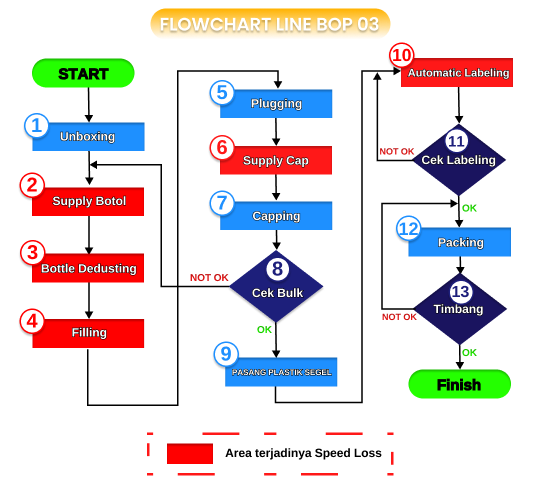 FLOWCHART LINE BOP 03
START
1
Unboxing
2
Supply Botol
3
Bottle Dedusting
4
Filling
5
Plugging
6
Supply Cap
7
Capping
8
Cek Bulk
NOT OK
OK
9
PASANG PLASTIK SEGEL
10
Automatic Labeling
11
Cek Labeling
NOT OK
OK
12
Packing
13
Timbang
NOT OK
OK
Finish
Area terjadinya Speed Loss